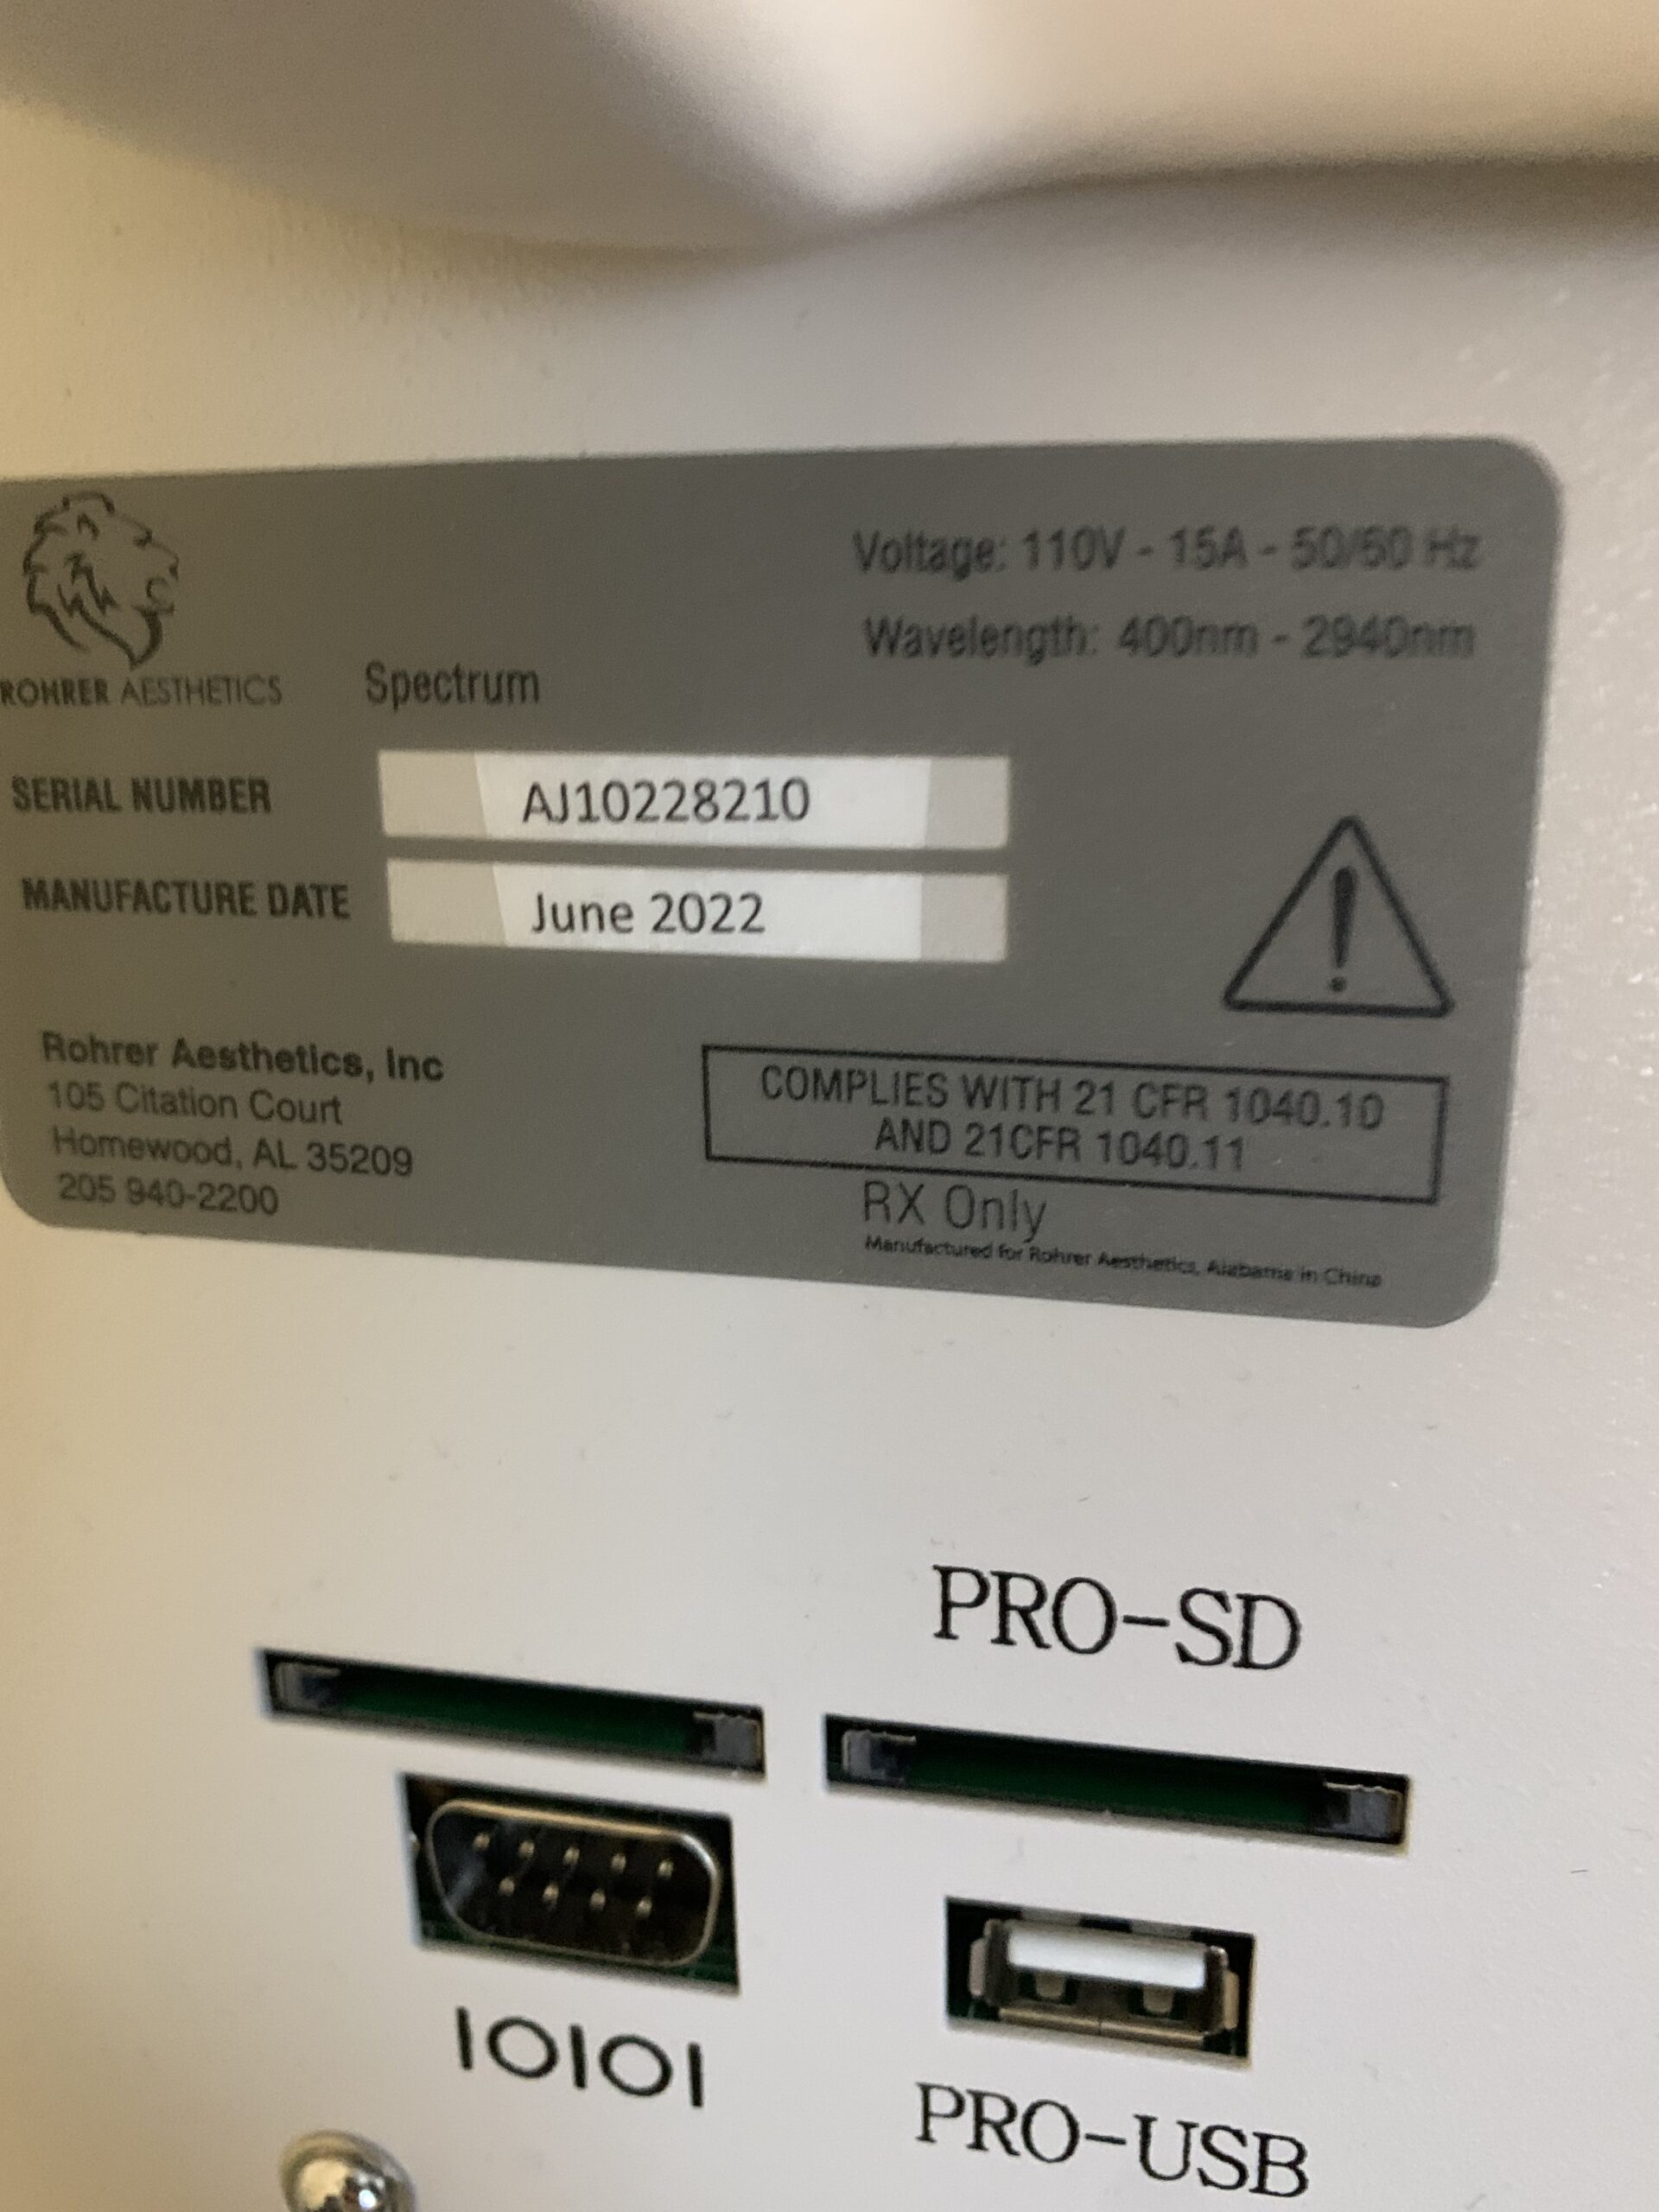 Voltage: 110V - 15A - 50/60 Hz
Wavelength: 400nm - 2940nm
ROHRER AESTHETICS
Spectrum
SERIAL NUMBER AJ10228210
MANUFACTURE DATE June 2022
Rohrer Aesthetics, Inc
105 Citation Court
Homewood, AL 35209
205 940-2200
COMPLIES WITH 21 CFR 1040.10
AND 21CFR 1040.11
RX Only
Manufactured for Rohrer Aesthetics, Alabama in China
PRO-SD
IOIOI
PRO-USB